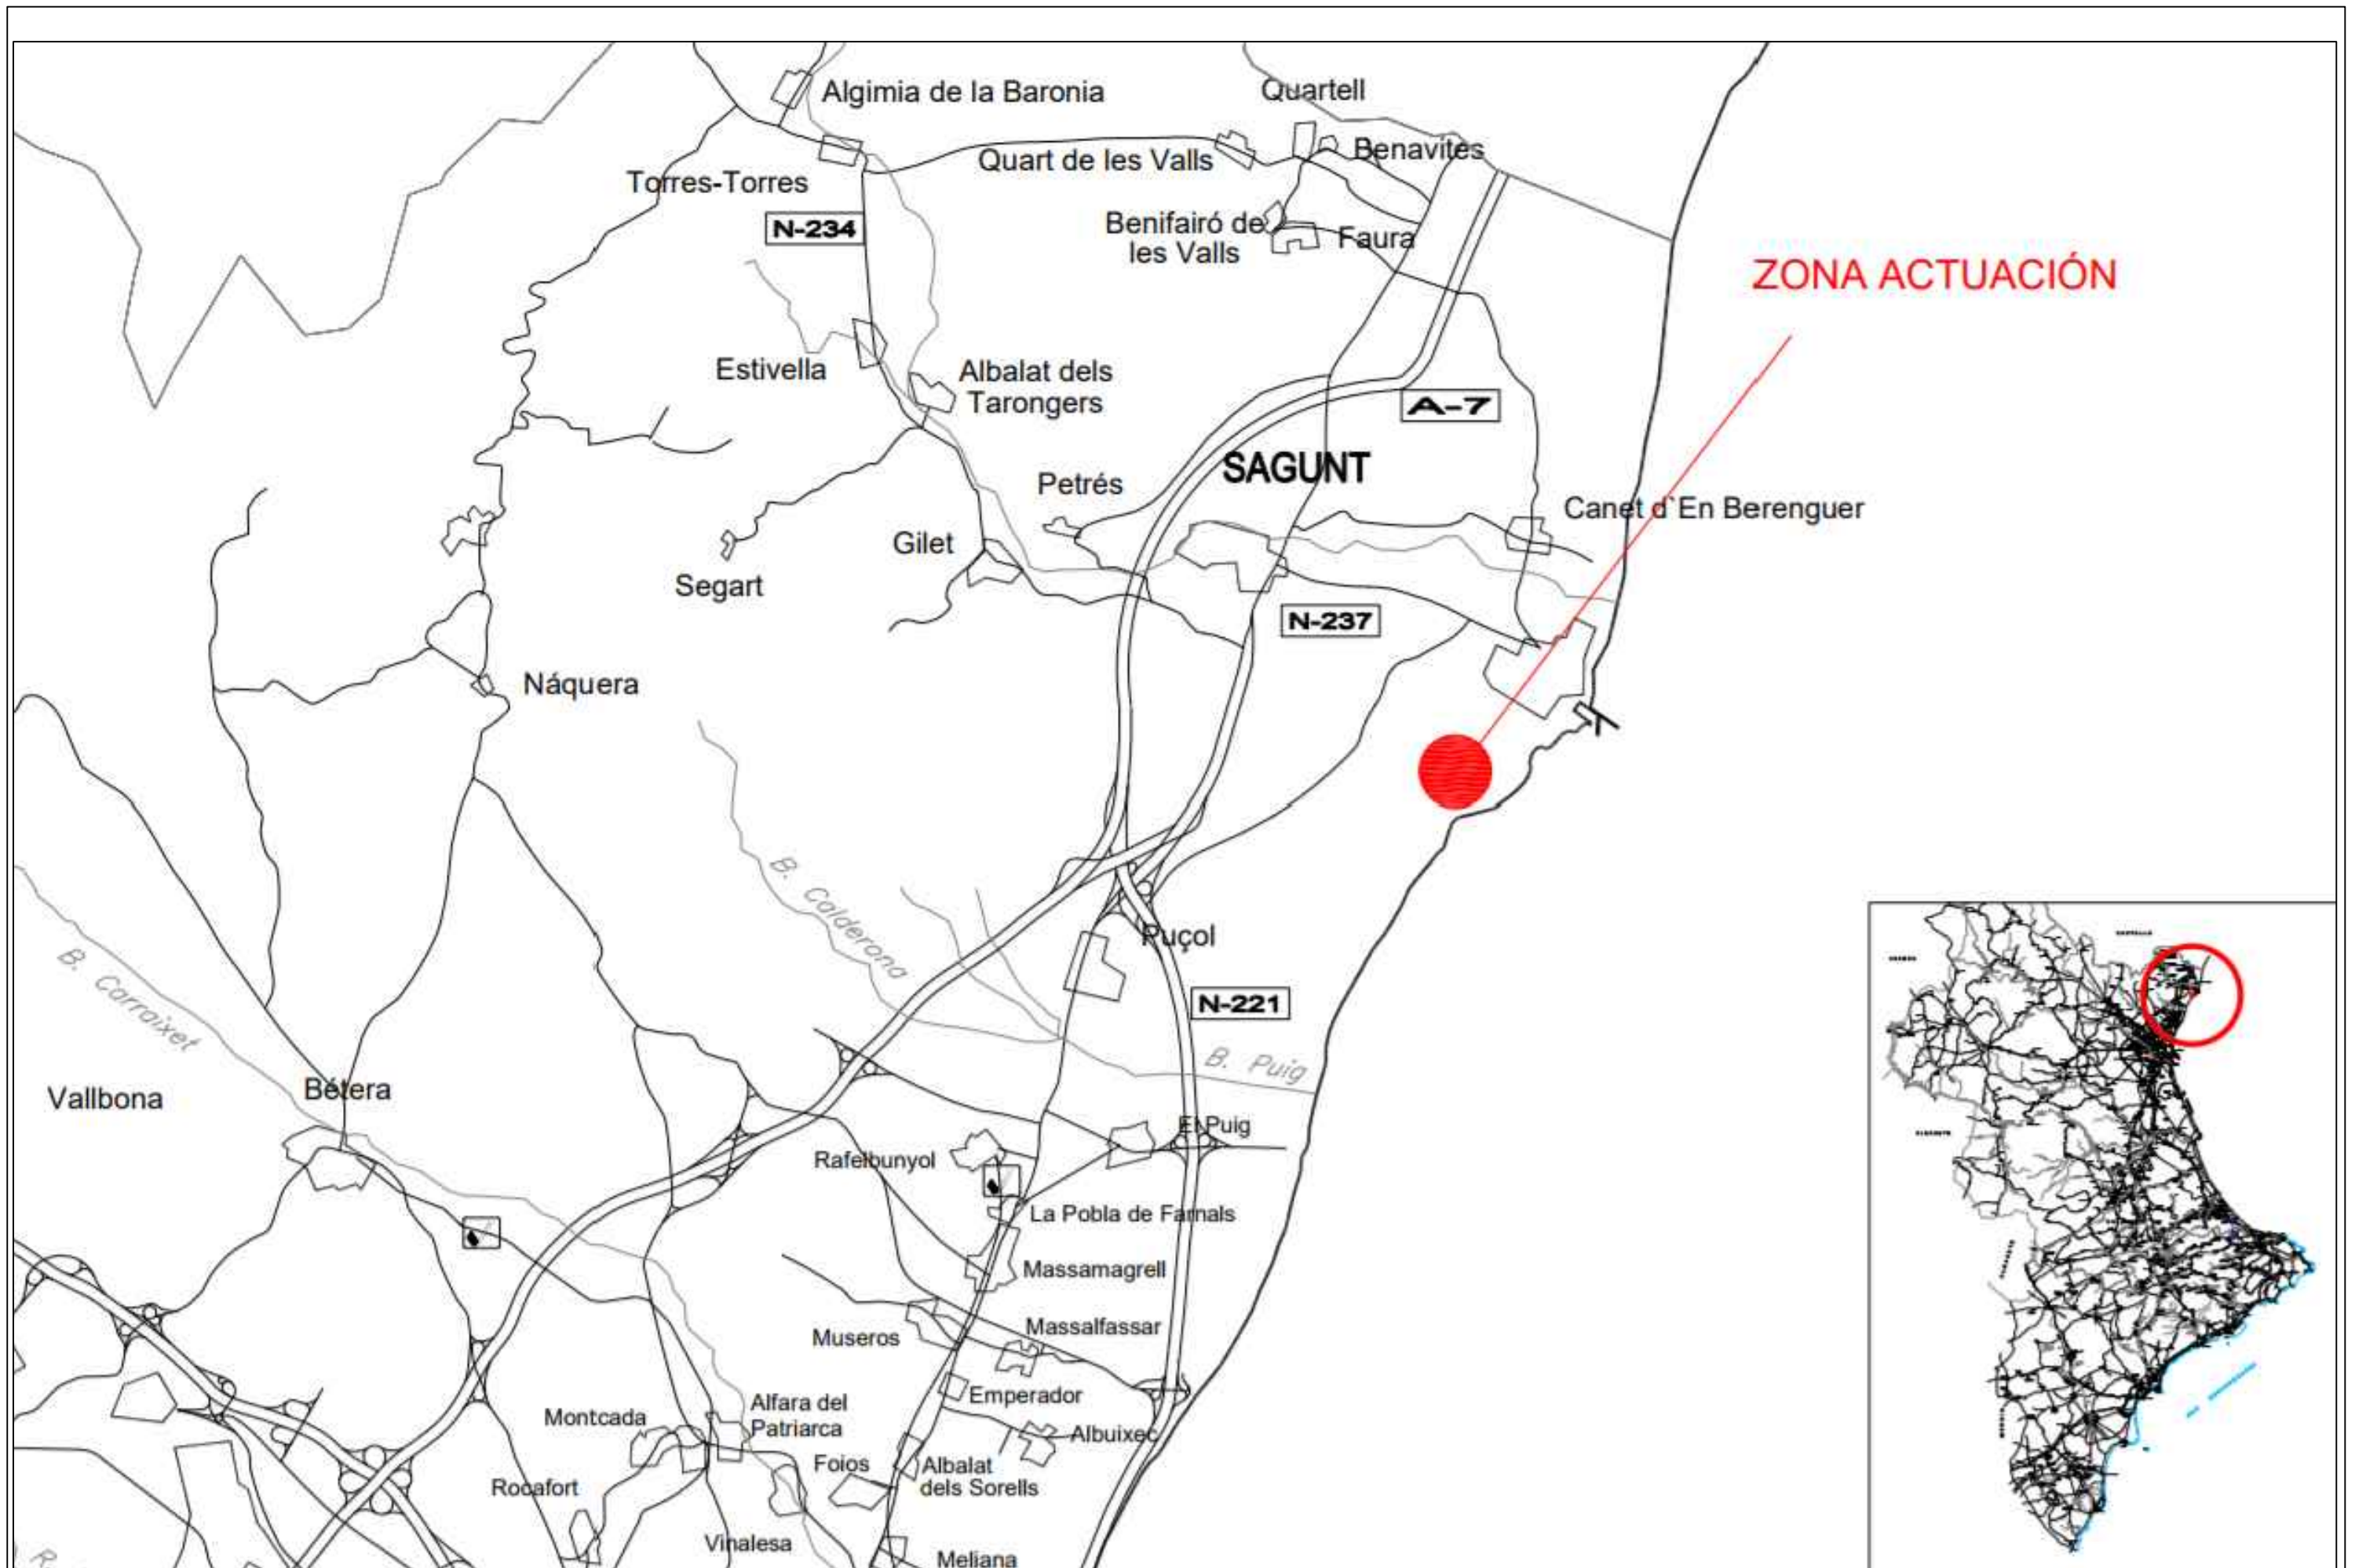 Algimia de la Baronia
Quartell
Benavites
Quart de les Valls
Torres-Torres
N-234
Benifairó de
les Valls
Faura
ZONA ACTUACIÓN
Estivella
Albalat dels
Tarongers
A-7
SAGUNT
Petrés
Canet d`En Berenguer
Gilet
Segart
N-237
Náquera
B. Calderona
Puçol
B. Carraixet
N-221
B. Puig
Vallbona
Bétera
El Puig
Rafelbunyol
La Pobla de Farnals
Massamagrell
Massalfassar
Museros
Emperador
Alfara del
Patriarca
Montcada
Albuixec
Foios
Albalat
dels Sorells
Rocafort
Vinalesa
Meliana